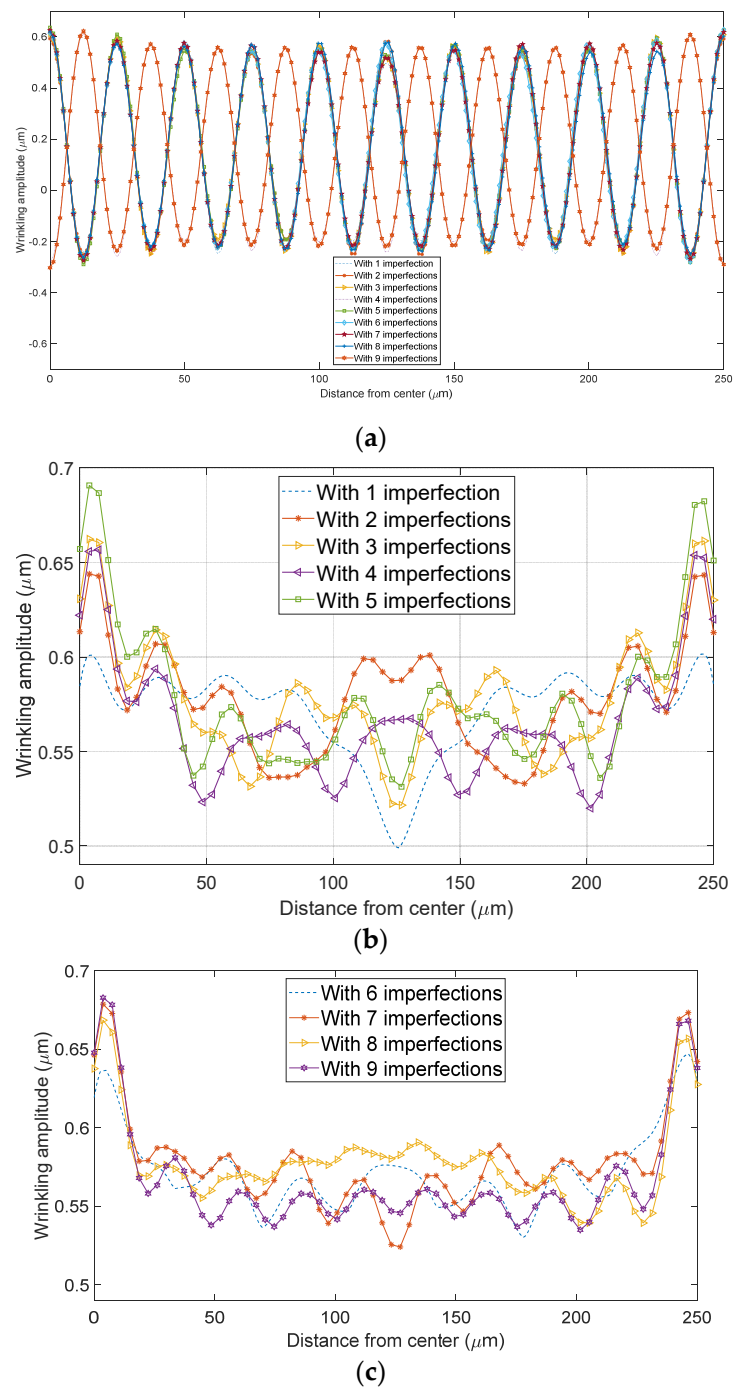 0.6
0.4
0.2
0
-0.2
-0.4
-0.6
Wrinkling amplitude (μm)
With 1 imperfection
With 2 imperfections
With 3 imperfections
With 4 imperfections
With 5 imperfections
With 6 imperfections
With 7 imperfections
With 8 imperfections
With 9 imperfections
0 50 100 150 200 250
Distance from center (μm)
(a)
0.7
0.65
0.6
0.55
0.5
Wrinkling amplitude (μm)
With 1 imperfection
With 2 imperfections
With 3 imperfections
With 4 imperfections
With 5 imperfections
0 50 100 150 200 250
Distance from center (μm)
(b)
0.7
0.65
0.6
0.55
0.5
Wrinkling amplitude (μm)
With 6 imperfections
With 7 imperfections
With 8 imperfections
With 9 imperfections
0 50 100 150 200 250
Distance from center (μm)
(c)